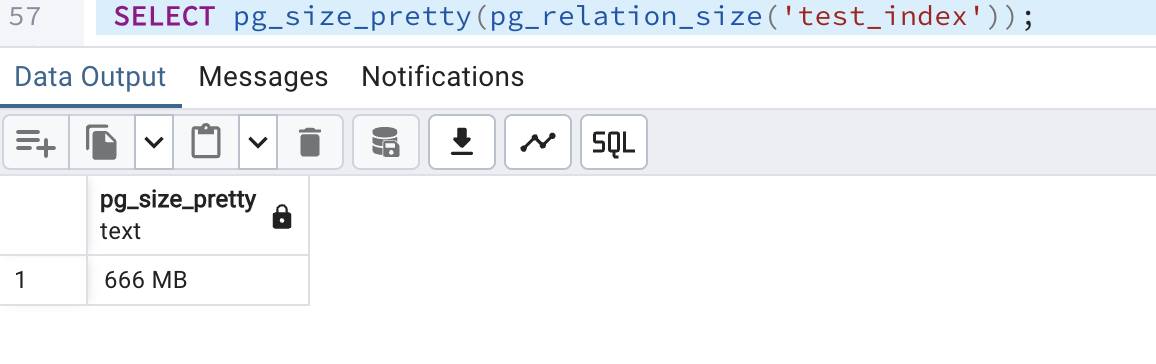 57 SELECT pg_size_pretty(pg_relation_size('test_index'));
Data Output Messages Notifications
SQL
pg_size_pretty
text
1 666 MB